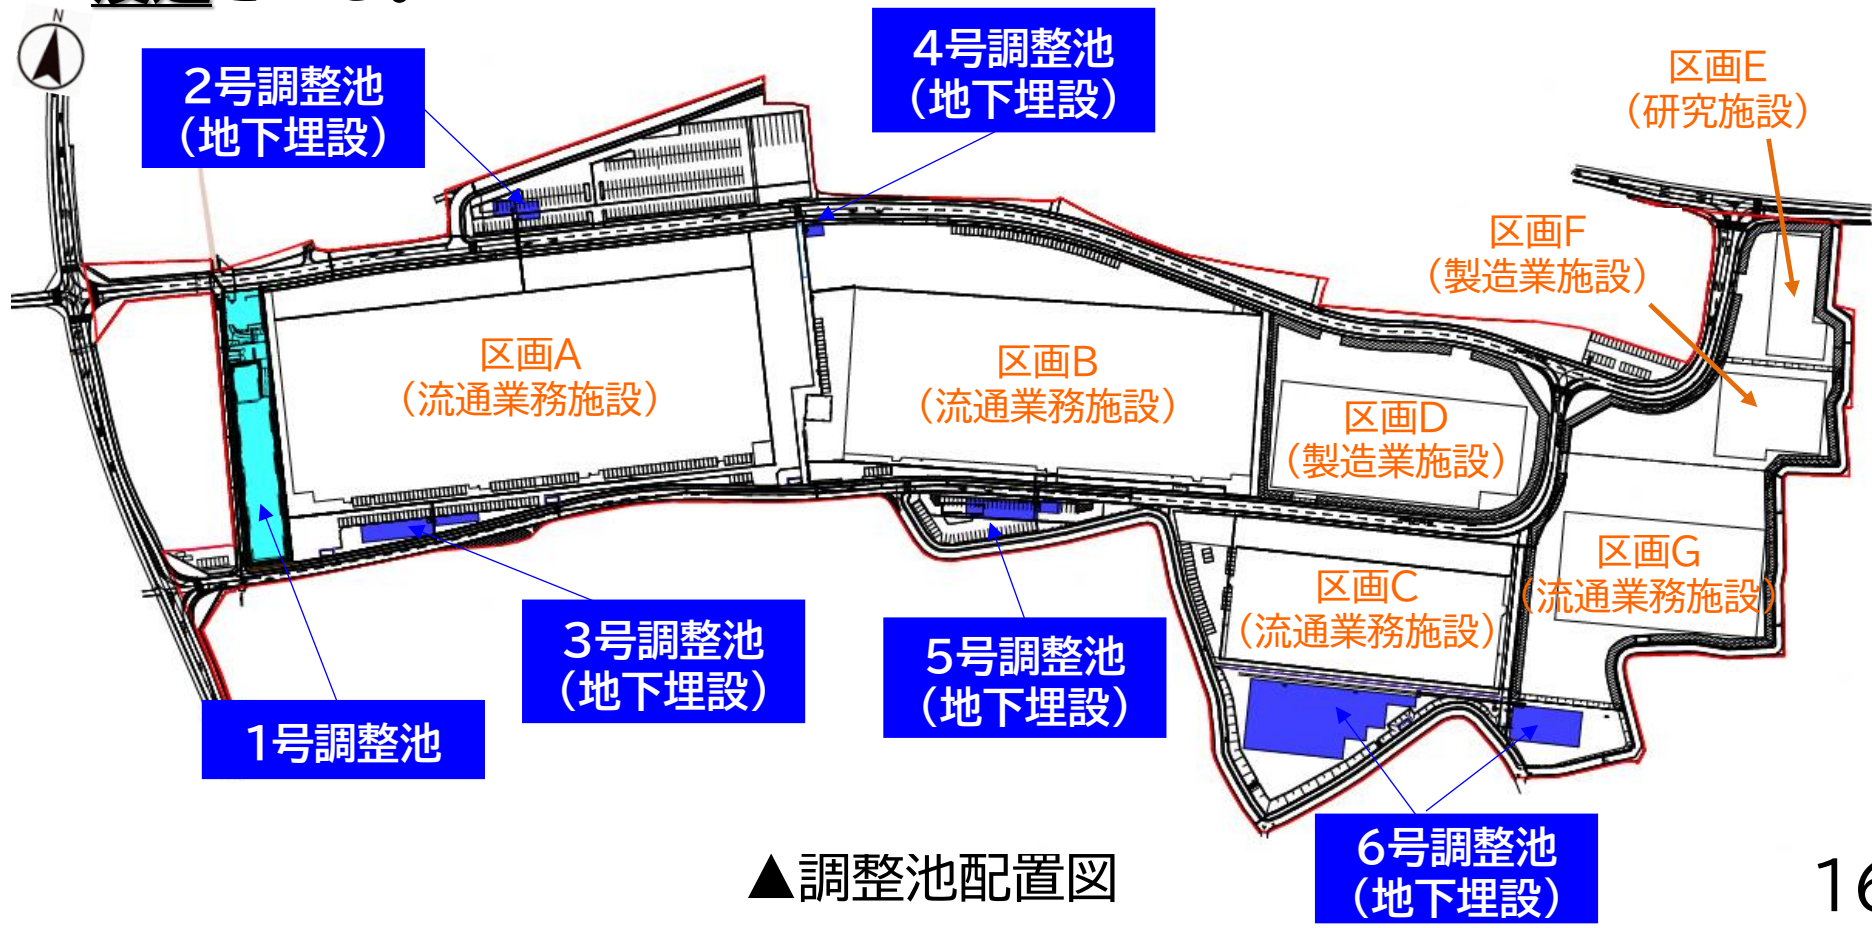 N
2号調整池
（地下埋設）
4号調整池
（地下埋設）
区画E
（研究施設）
区画F
（製造業施設）
区画A
（流通業務施設）
区画B
（流通業務施設）
区画D
（製造業施設）
区画G
（流通業務施設）
区画C
（流通業務施設）
3号調整池
（地下埋設）
5号調整池
（地下埋設）
1号調整池
6号調整池
（地下埋設）
▲調整池配置図
16